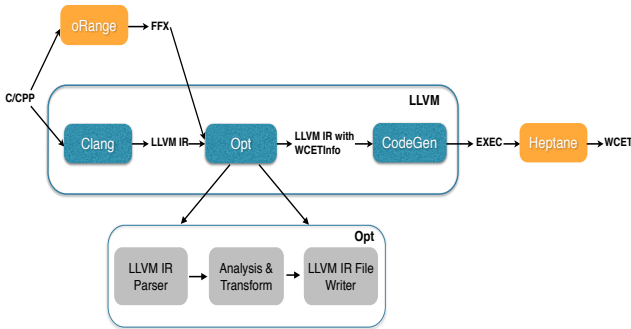 oRange
FFX
C/CPP
LLVM
Clang
LLVM IR
Opt
LLVM IR with
WCETInfo
CodeGen
EXEC
Heptane
WCET
Opt
LLVM IR
Parser
Analysis &
Transform
LLVM IR File
Writer